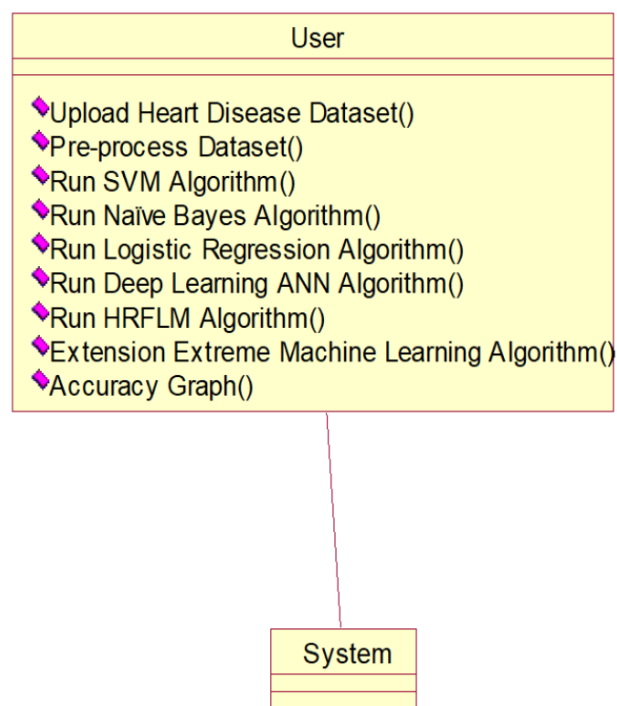 User
Upload Heart Disease Dataset()
Pre-process Dataset()
Run SVM Algorithm()
Run Naïve Bayes Algorithm()
Run Logistic Regression Algorithm()
Run Deep Learning ANN Algorithm()
Run HRFLM Algorithm()
Extension Extreme Machine Learning Algorithm()
Accuracy Graph()
System